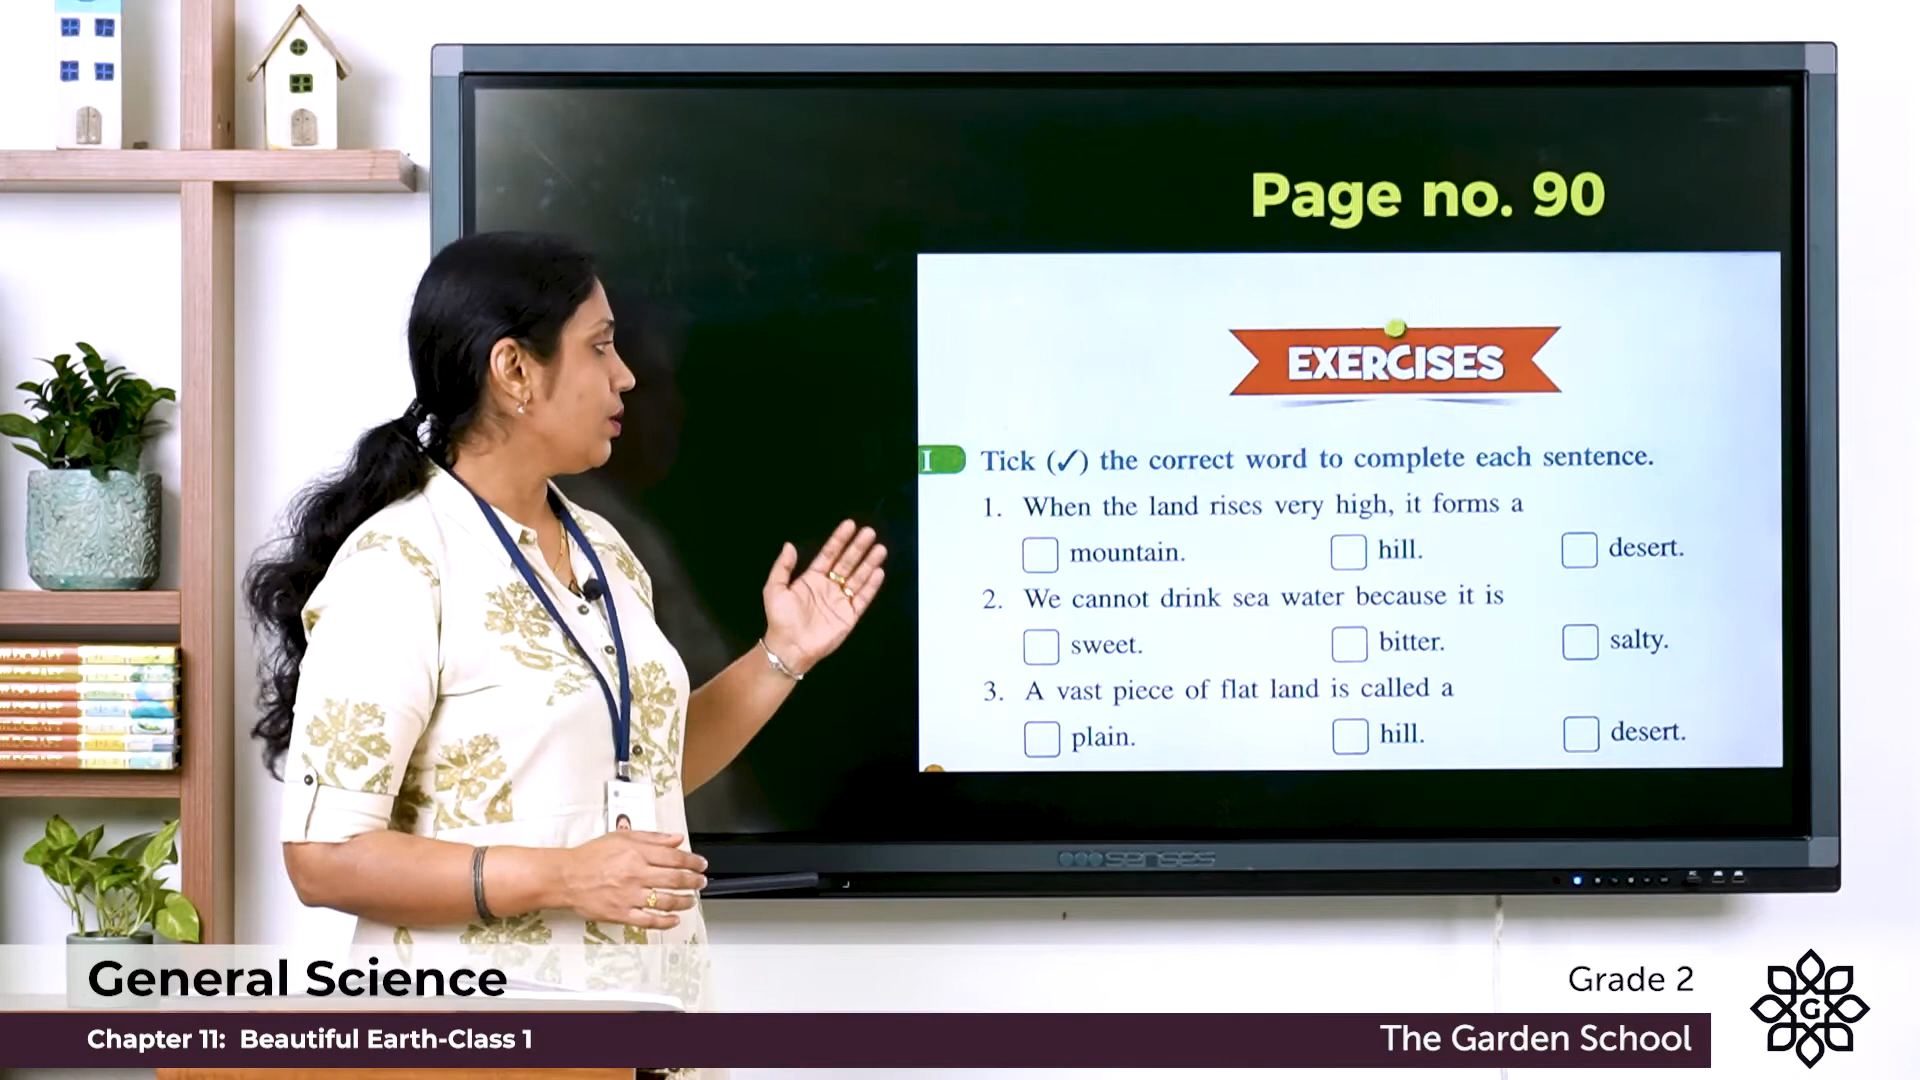 Page no. 90
EXERCISES
I Tick (✓) the correct word to complete each sentence.
1. When the land rises very high, it forms a
mountain. hill. desert.
2. We cannot drink sea water because it is
sweet. bitter. salty.
3. A vast piece of flat land is called a
plain. hill. desert.
senses
General Science
Grade 2
Chapter 11: Beautiful Earth-Class 1
The Garden School
G